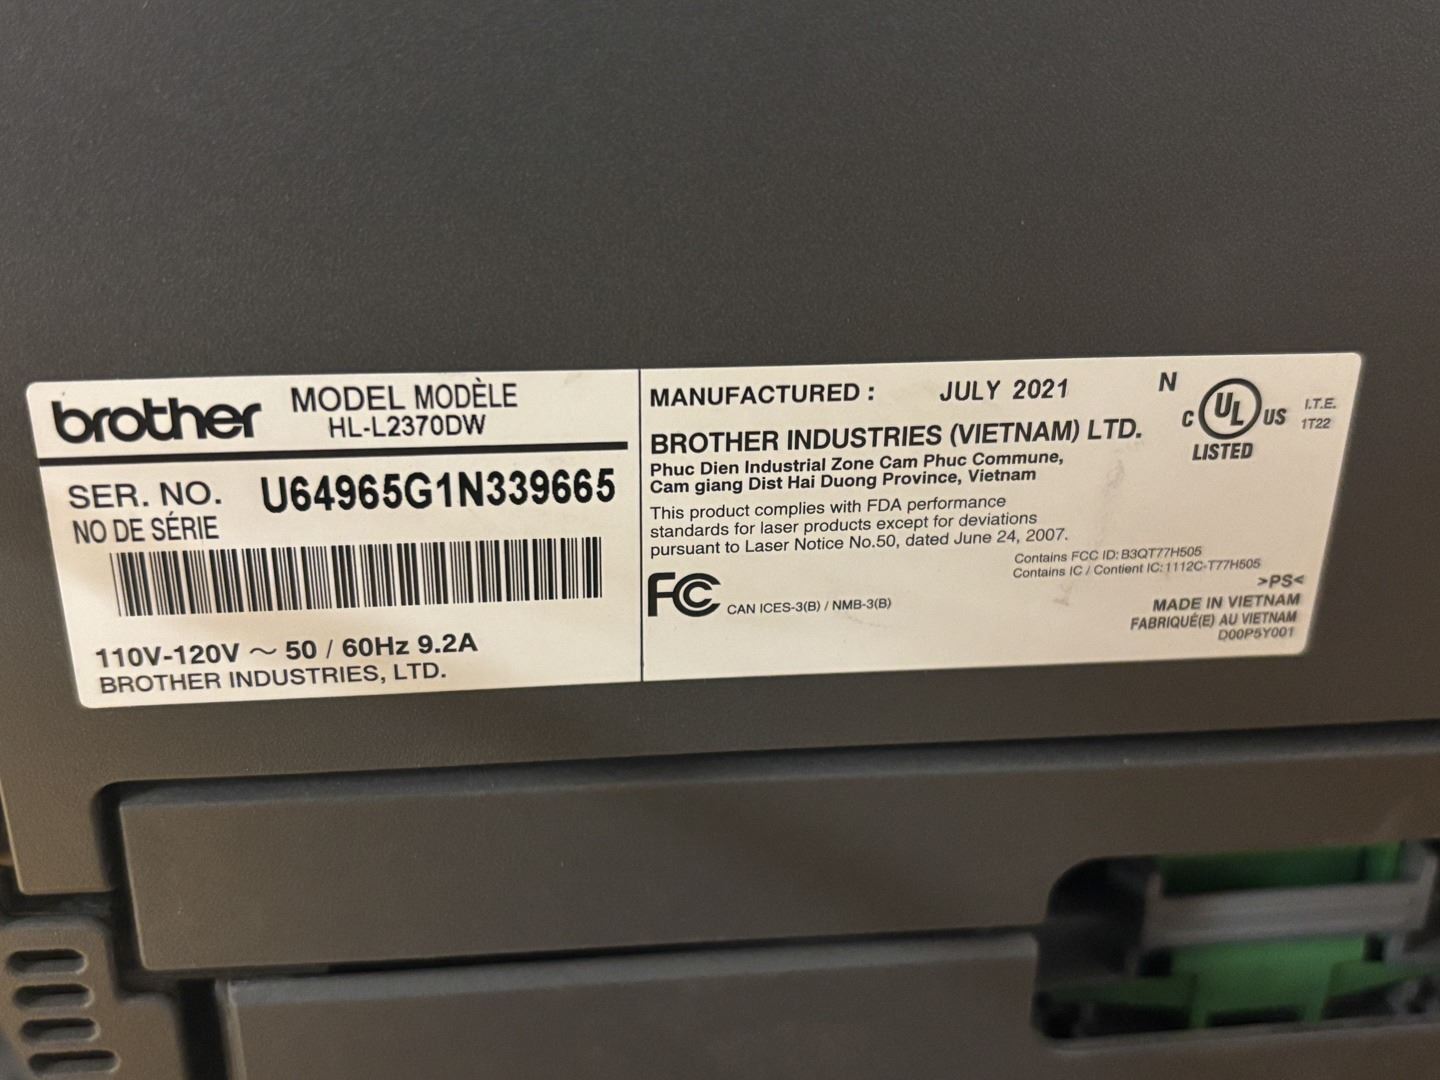 brother
MODEL MODÈLE
HL-L2370DW
SER. NO. U64965G1N339665
NO DE SÉRIE
110V-120V ～ 50 / 60Hz 9.2A
BROTHER INDUSTRIES, LTD.
MANUFACTURED : JULY 2021
BROTHER INDUSTRIES (VIETNAM) LTD.
Phuc Dien Industrial Zone Cam Phuc Commune,
Cam giang Dist Hai Duong Province, Vietnam
This product complies with FDA performance
standards for laser products except for deviations
pursuant to Laser Notice No.50, dated June 24, 2007.
Contains FCC ID: B3QT77H505
Contains IC / Contient IC: 1112C-T77H505
FC CAN ICES-3(B) / NMB-3(B)
>PS<
MADE IN VIETNAM
FABRIQUÉ(E) AU VIETNAM
D00P5Y001
N
C UL US
LISTED
I.T.E.
1T22